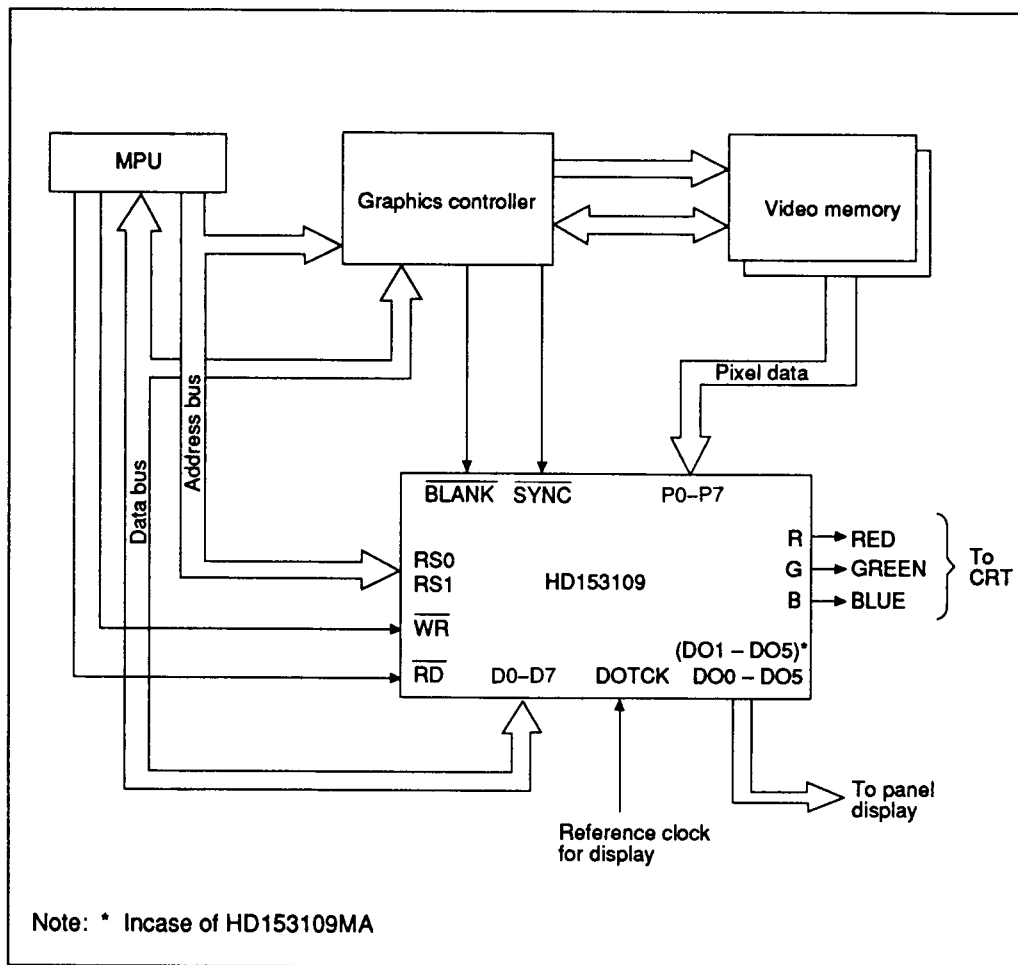 MPU
Graphics controller
Video memory
Address bus
Data bus
Pixel data
BLANK SYNC P0–P7
RS0
RS1
HD153109
R RED
G GREEN
B BLUE
To
CRT
WR
(DO1 – DO5)*
RD D0–D7 DOTCK DO0 – DO5
To panel
display
Reference clock
for display
Note: * Incase of HD153109MA